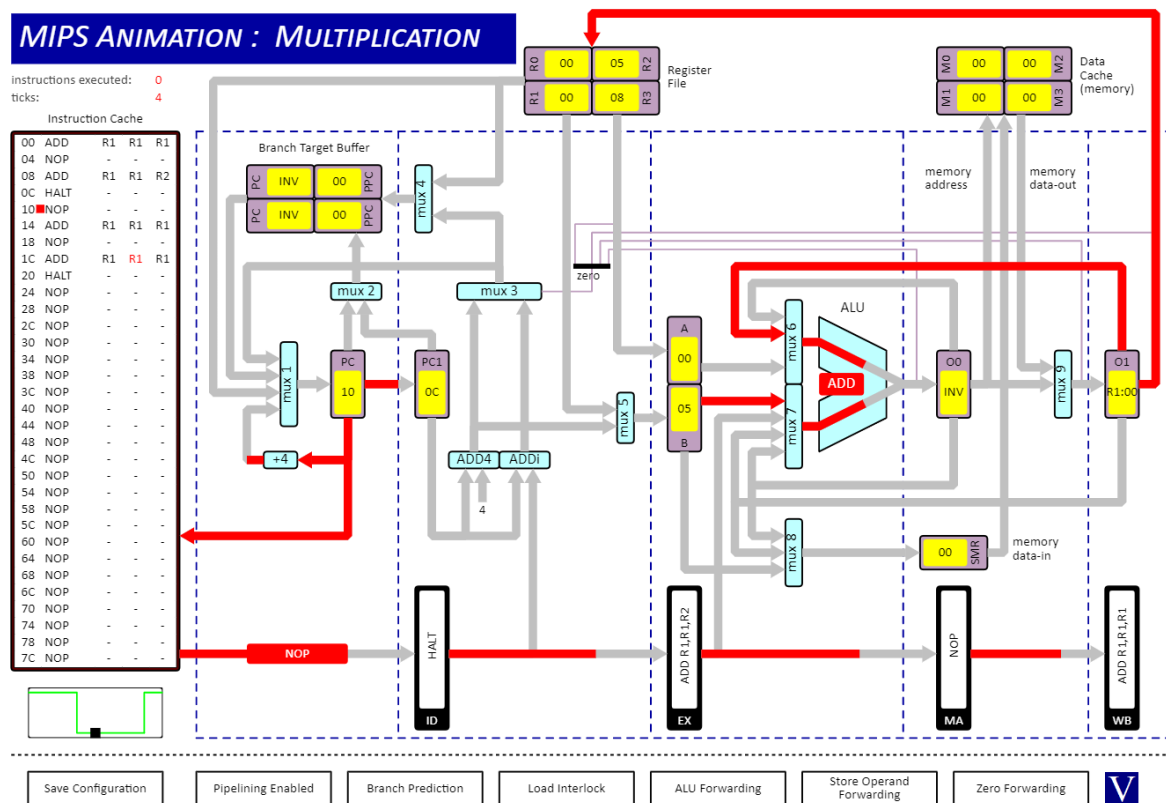 MIPS ANIMATION : MULTIPLICATION
instructions executed: 0
ticks: 4
Instruction Cache
00 ADD R1 R1 R1
04 NOP - - -
08 ADD R1 R1 R2
0C HALT - - -
10 NOP - - -
14 ADD R1 R1 R1
18 NOP - - -
1C ADD R1 R1 R1
20 HALT - - -
24 NOP - - -
28 NOP - - -
2C NOP - - -
30 NOP - - -
34 NOP - - -
38 NOP - - -
3C NOP - - -
40 NOP - - -
44 NOP - - -
48 NOP - - -
4C NOP - - -
50 NOP - - -
54 NOP - - -
58 NOP - - -
5C NOP - - -
60 NOP - - -
64 NOP - - -
68 NOP - - -
6C NOP - - -
70 NOP - - -
74 NOP - - -
78 NOP - - -
7C NOP - - -
R0 00 05 R2
R1 00 08 R3
Register
File
M0 00 00 M2
M1 00 00 M3
Data
Cache
(memory)
Branch Target Buffer
PC INV 00 PPC
PC INV 00 PPC
mux 4
memory
address
memory
data-out
zero
mux 2
mux 3
mux 1
PC
10
PC1
0C
+4
ADD4
ADDi
4
mux 5
A
00
05
B
mux 6
mux 7
ALU
ADD
mux 8
O0
INV
mux 9
O1
R1:00
00 SMR
memory
data-in
NOP
HALT
ID
ADD R1,R1,R2
EX
NOP
MA
ADD R1,R1,R1
WB
Save Configuration
Pipelining Enabled
Branch Prediction
Load Interlock
ALU Forwarding
Store Operand
Forwarding
Zero Forwarding
V